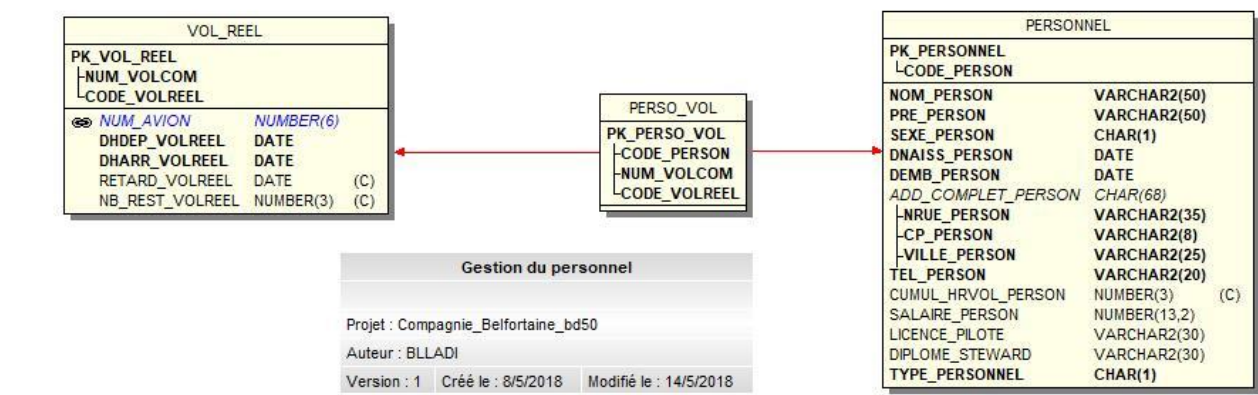 VOL_REEL
PK_VOL_REEL
NUM_VOLCOM
CODE_VOLREEL
NUM_AVION NUMBER(6)
DHDEP_VOLREEL DATE
DHARR_VOLREEL DATE
RETARD_VOLREEL DATE (C)
NB_REST_VOLREEL NUMBER(3) (C)
PERSO_VOL
PK_PERSO_VOL
CODE_PERSON
NUM_VOLCOM
CODE_VOLREEL
PERSONNEL
PK_PERSONNEL
CODE_PERSON
NOM_PERSON VARCHAR2(50)
PRE_PERSON VARCHAR2(50)
SEXE_PERSON CHAR(1)
DNAISS_PERSON DATE
DEMB_PERSON DATE
ADD_COMPLET_PERSON CHAR(68)
NRUE_PERSON VARCHAR2(35)
CP_PERSON VARCHAR2(8)
VILLE_PERSON VARCHAR2(25)
TEL_PERSON VARCHAR2(20)
CUMUL_HRVOL_PERSON NUMBER(3) (C)
SALAIRE_PERSON NUMBER(13,2)
LICENCE_PILOTE VARCHAR2(30)
DIPLOME_STEWARD VARCHAR2(30)
TYPE_PERSONNEL CHAR(1)
Gestion du personnel
Projet : Compagnie_Belfortaine_bd50
Auteur : BLLADI
Version : 1 Créé le : 8/5/2018 Modifié le : 14/5/2018